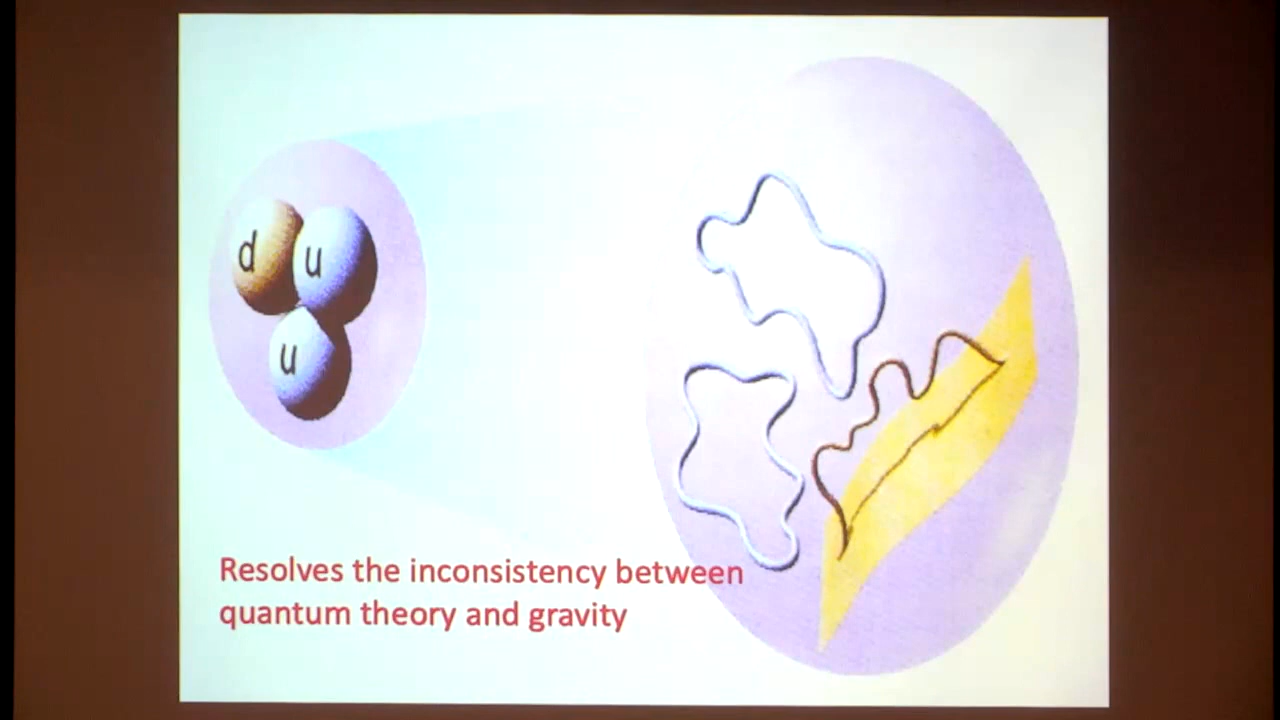 d u
u
Resolves the inconsistency between
quantum theory and gravity